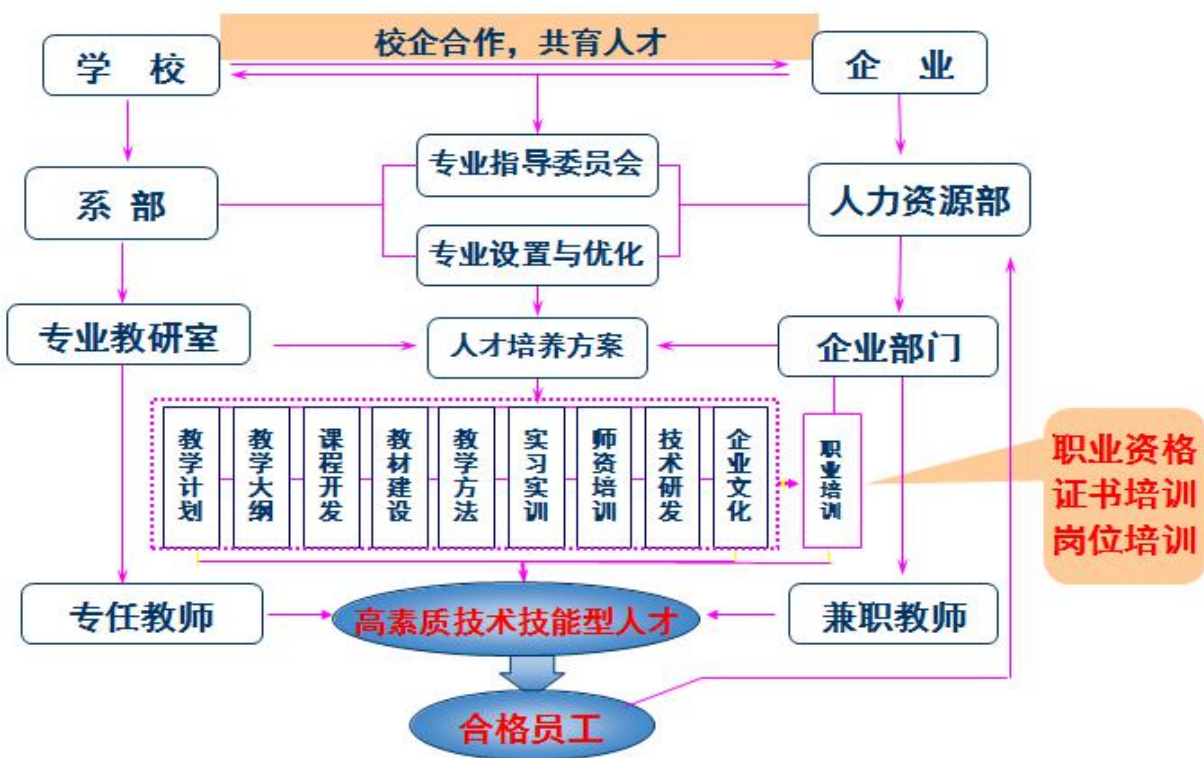 校企合作，共育人才
学 校
企 业
专业指导委员会
系 部
人力资源部
专业设置与优化
专业教研室
人才培养方案
企业部门
教学计划
教学大纲
课程开发
教材建设
教学方法
实习实训
师资培训
技术研发
企业文化
职业培训
职业资格
证书培训
岗位培训
专任教师
高素质技术技能型人才
兼职教师
合格员工